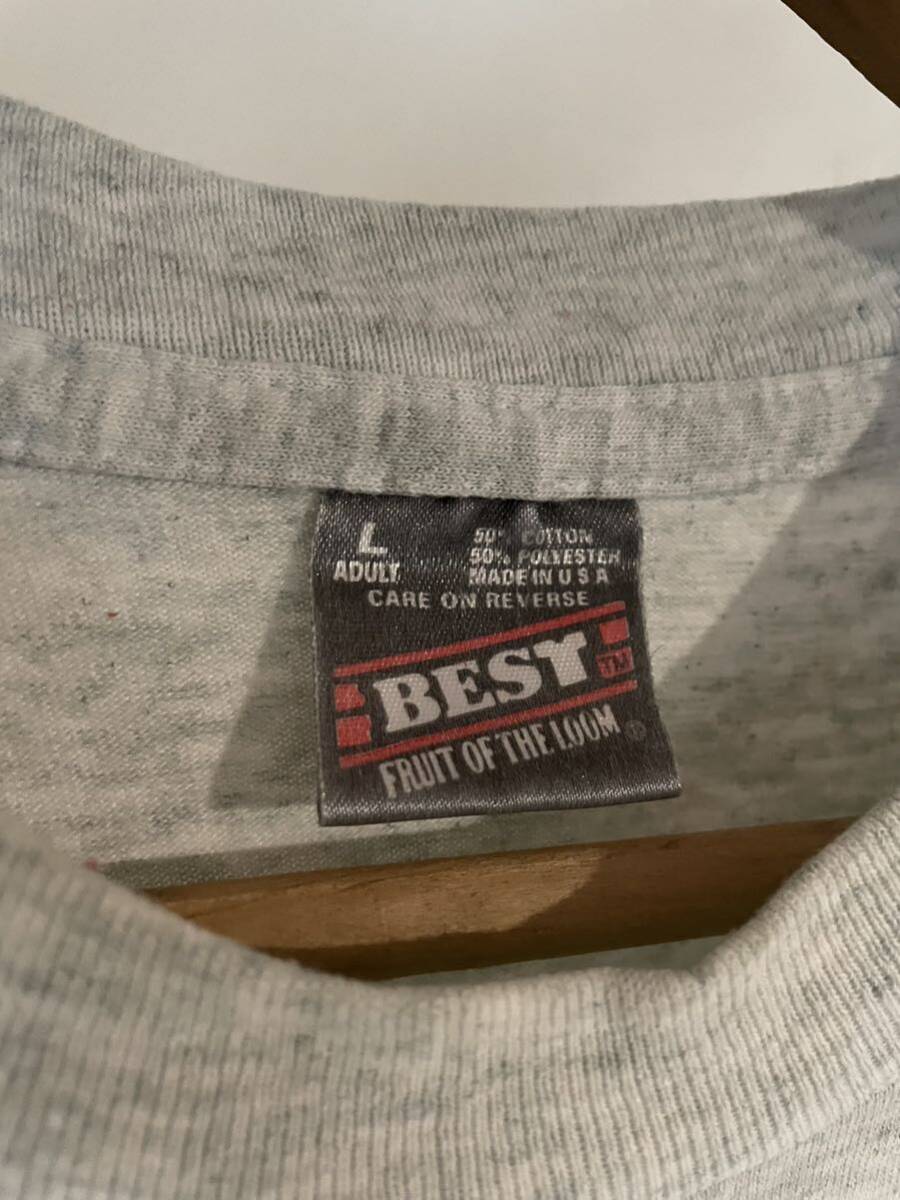 L
ADULT
50% COTTON
50% POLYESTER
MADE IN U S A
CARE ON REVERSE
BEST TM
FRUIT OF THE LOOM ®